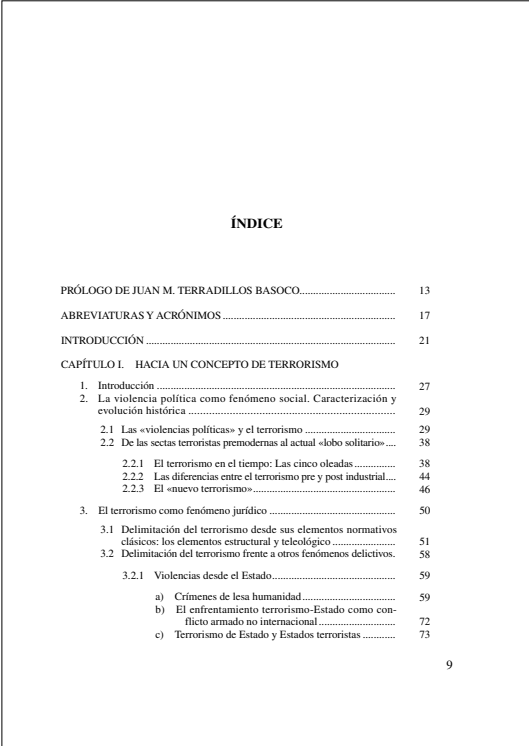 ÍNDICE
PRÓLOGO DE JUAN M. TERRADILLOS BASOCO.................................... 13
ABREVIATURAS Y ACRÓNIMOS................................................................ 17
INTRODUCCIÓN............................................................................................ 21
CAPÍTULO I. HACIA UN CONCEPTO DE TERRORISMO
1. Introducción........................................................................................ 27
2. La violencia política como fenómeno social. Caracterización y
evolución histórica............................................................................. 29
2.1 Las «violencias políticas» y el terrorismo.................................. 29
2.2 De las sectas terroristas premodernas al actual «lobo solitario».... 38
2.2.1 El terrorismo en el tiempo: Las cinco oleadas............... 38
2.2.2 Las diferencias entre el terrorismo pre y post industrial.... 44
2.2.3 El «nuevo terrorismo»..................................................... 46
3. El terrorismo como fenómeno jurídico............................................... 50
3.1 Delimitación del terrorismo desde sus elementos normativos
clásicos: los elementos estructural y teleológico........................ 51
3.2 Delimitación del terrorismo frente a otros fenómenos delictivos. 58
3.2.1 Violencias desde el Estado.............................................. 59
a) Crímenes de lesa humanidad................................... 59
b) El enfrentamiento terrorismo-Estado como con-
flicto armado no internacional............................. 72
c) Terrorismo de Estado y Estados terroristas............ 73
9